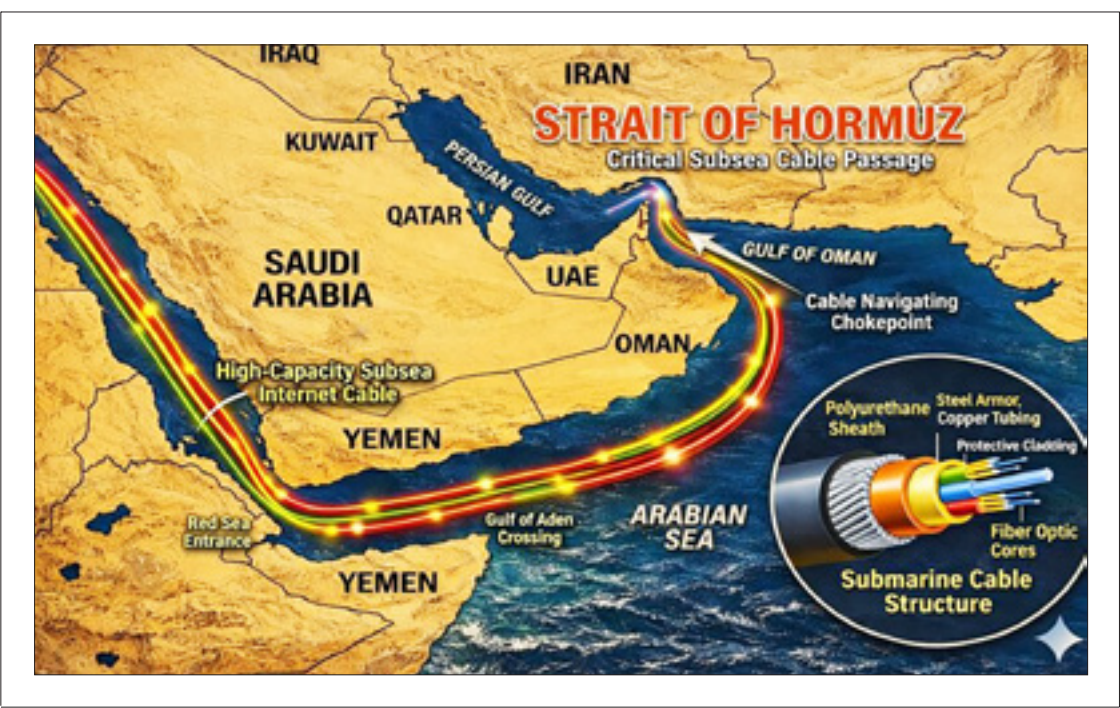 IRAQ
IRAN
STRAIT OF HORMUZ
Critical Subsea Cable Passage
KUWAIT
PERSIAN GULF
QATAR
GULF OF OMAN
SAUDI
ARABIA
UAE
Cable Navigating
Chokepoint
OMAN
High-Capacity Subsea
Internet Cable
Polyurethane
Sheath
Steel Armor,
Copper Tubing
Protective Cladding
YEMEN
Red Sea
Entrance
Gulf of Aden
Crossing
ARABIAN
SEA
Fiber Optic
Cores
YEMEN
Submarine Cable
Structure